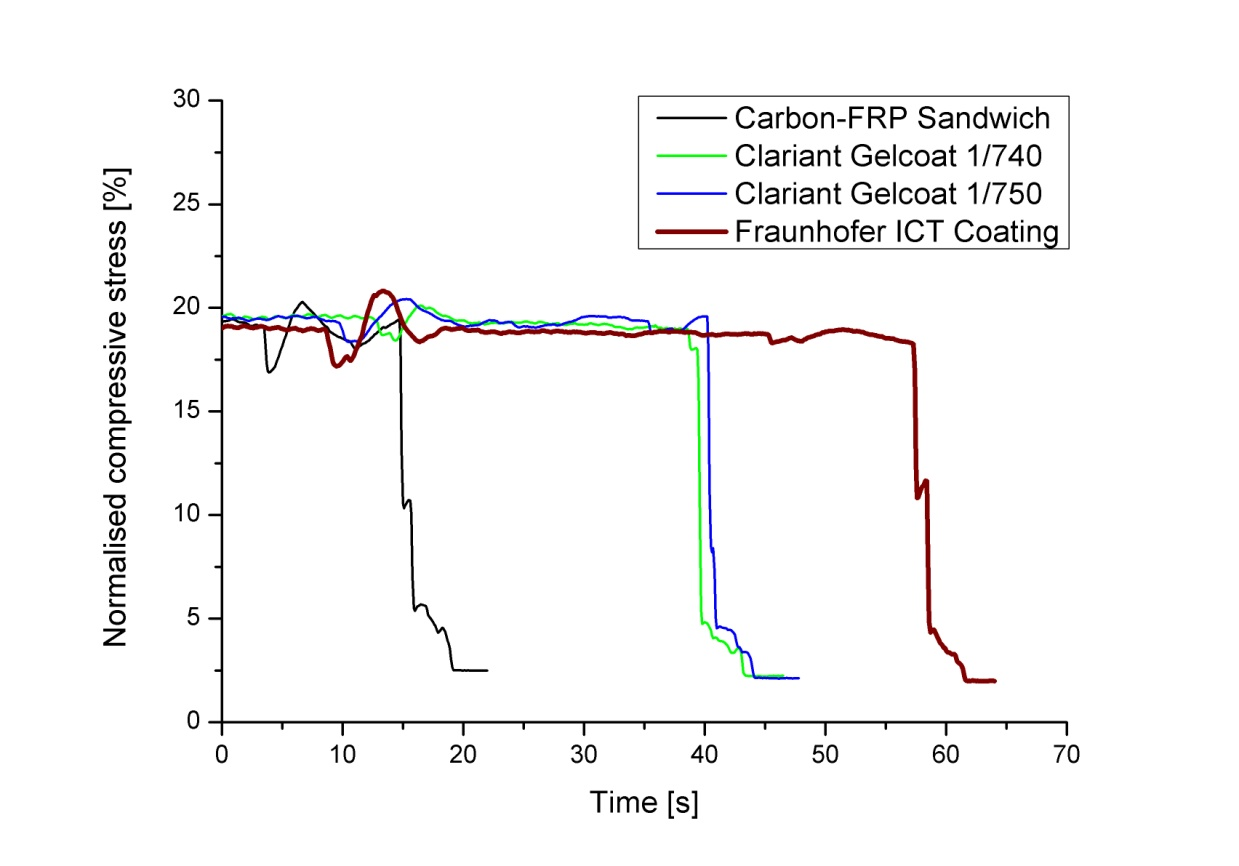 30
25
20
15
10
5
0
Normalised compressive stress [%]
Carbon-FRP Sandwich
Clariant Gelcoat 1/740
Clariant Gelcoat 1/750
Fraunhofer ICT Coating
0 10 20 30 40 50 60 70
Time [s]